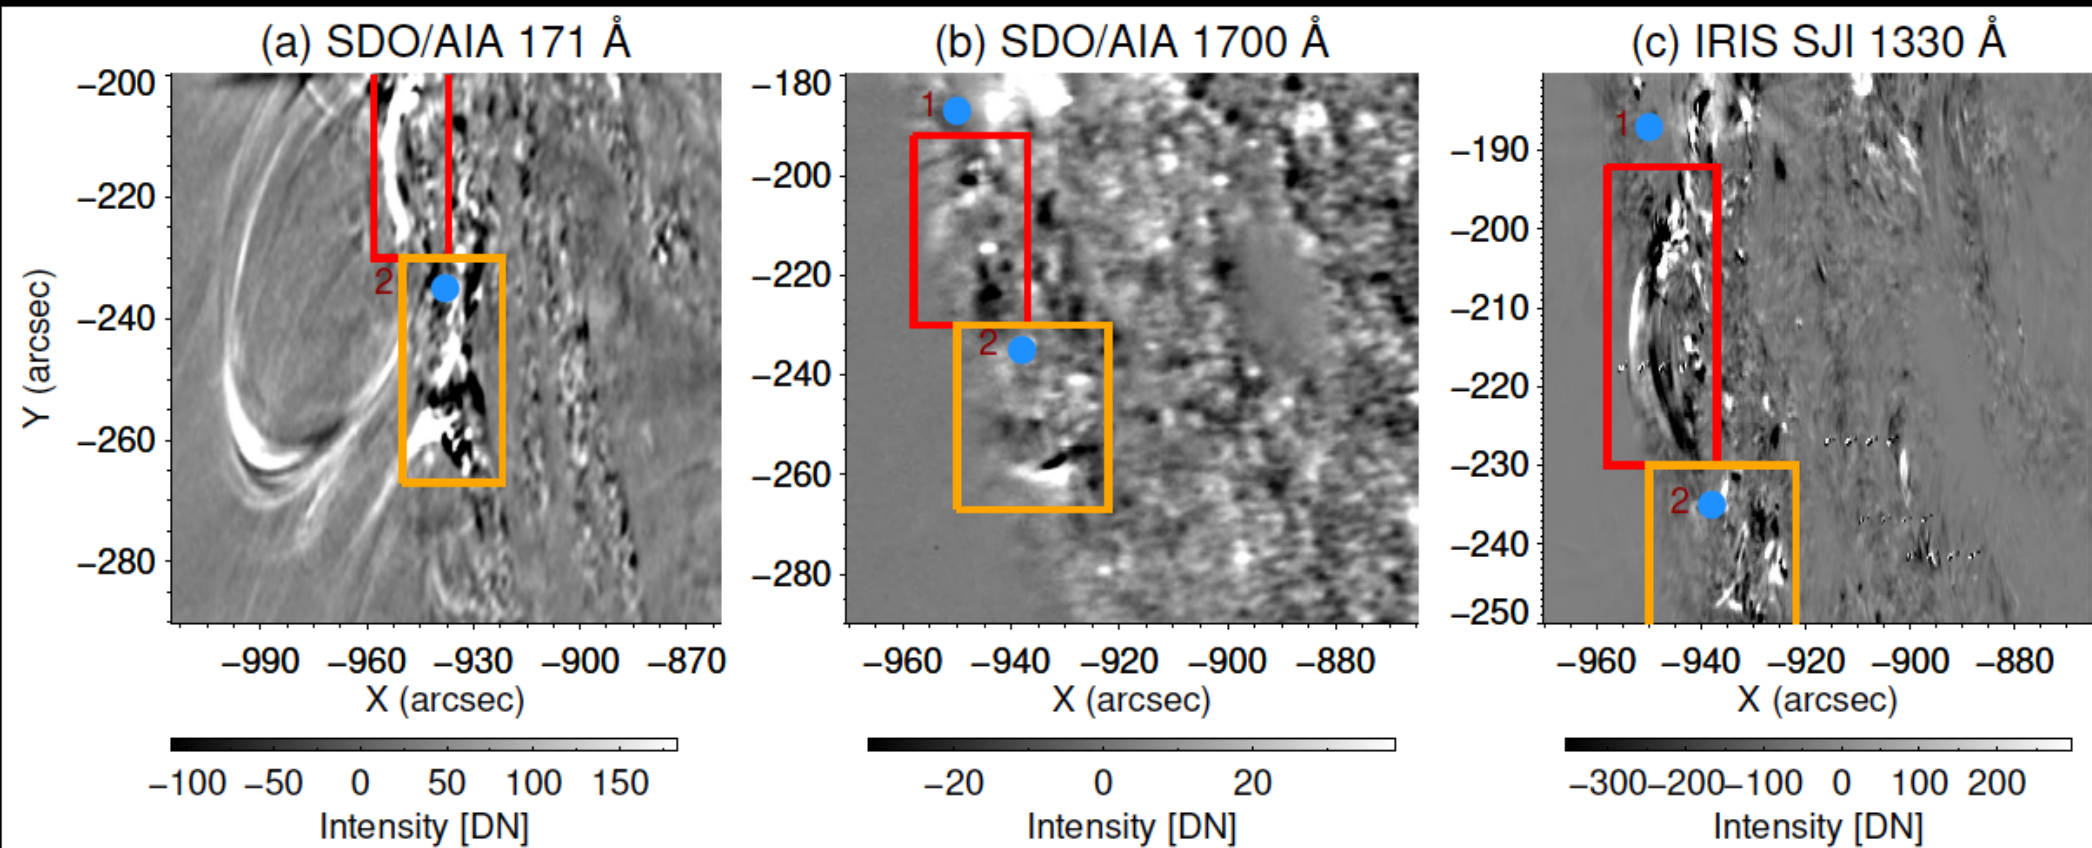 (a) SDO/AIA 171 Å
(b) SDO/AIA 1700 Å
(c) IRIS SJI 1330 Å
Y (arcsec)
−200
−220
−240
−260
−280
2
−990 −960 −930 −900 −870
X (arcsec)
−100 −50 0 50 100 150
Intensity [DN]
−180
−200
−220
−240
−260
−280
1
2
−960 −940 −920 −900 −880
X (arcsec)
−20 0 20
Intensity [DN]
−190
−200
−210
−220
−230
−240
−250
1
2
−960 −940 −920 −900 −880
X (arcsec)
−300−200−100 0 100 200
Intensity [DN]